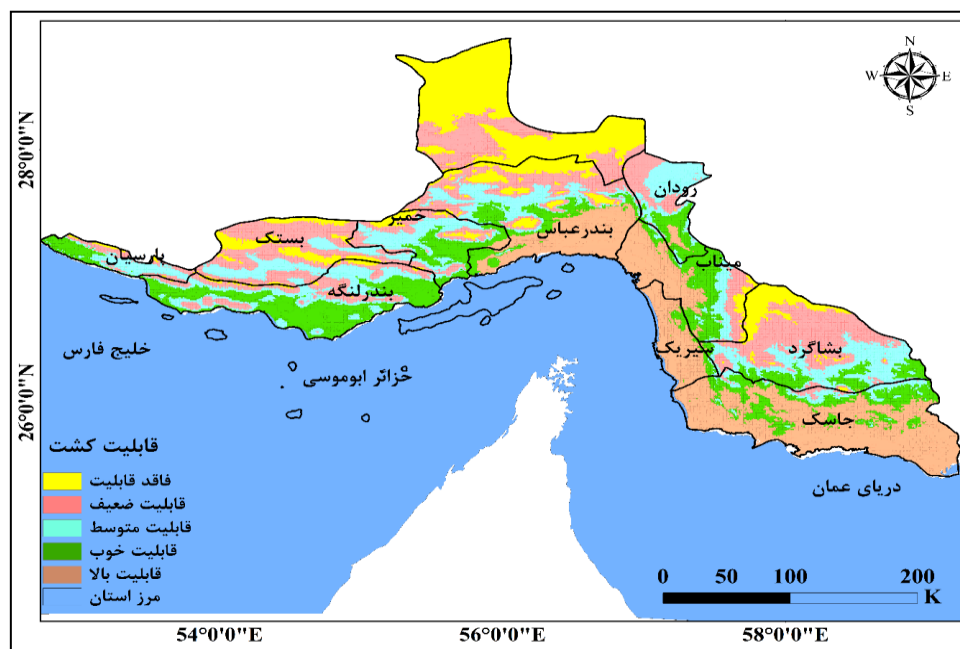 N
W E
S
28°0'0"N
26°0'0"N
رودان
حمیر
بندرعباس
بستک
میناب
پارسیان
بندرلنگه
سیریک
بشاگرد
خلیج فارس
جزائر ابوموسی
جاسک
دریای عمان
قابلیت کشت
فاقد قابلیت
قابلیت ضعیف
قابلیت متوسط
قابلیت خوب
قابلیت بالا
مرز استان
0 50 100 200
K
54°0'0"E 56°0'0"E 58°0'0"E